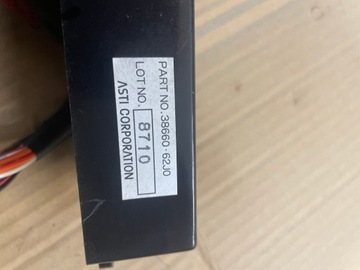 PART NO. 38660-62J0
LOT NO. 8710
ASTI CORPORATION